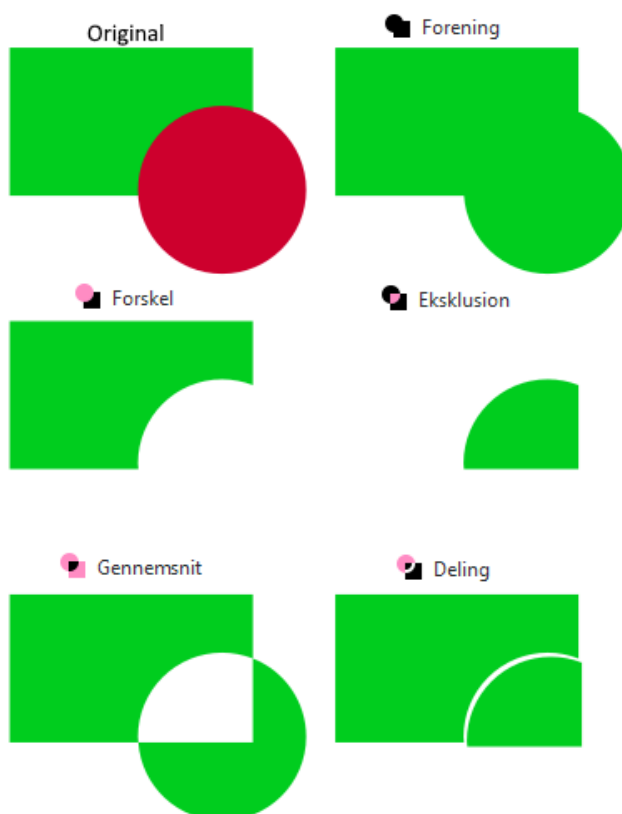 Original
Forening
Forskel
Eksklusion
Gennemsnit
Deling